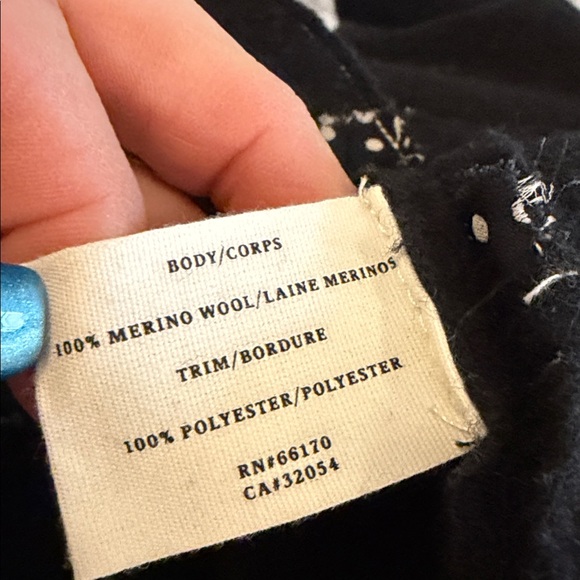 BODY/CORPS
100% MERINO WOOL/LAINE MERINOS
TRIM/BORDURE
100% POLYESTER/POLYESTER
RN#66170
CA#32054